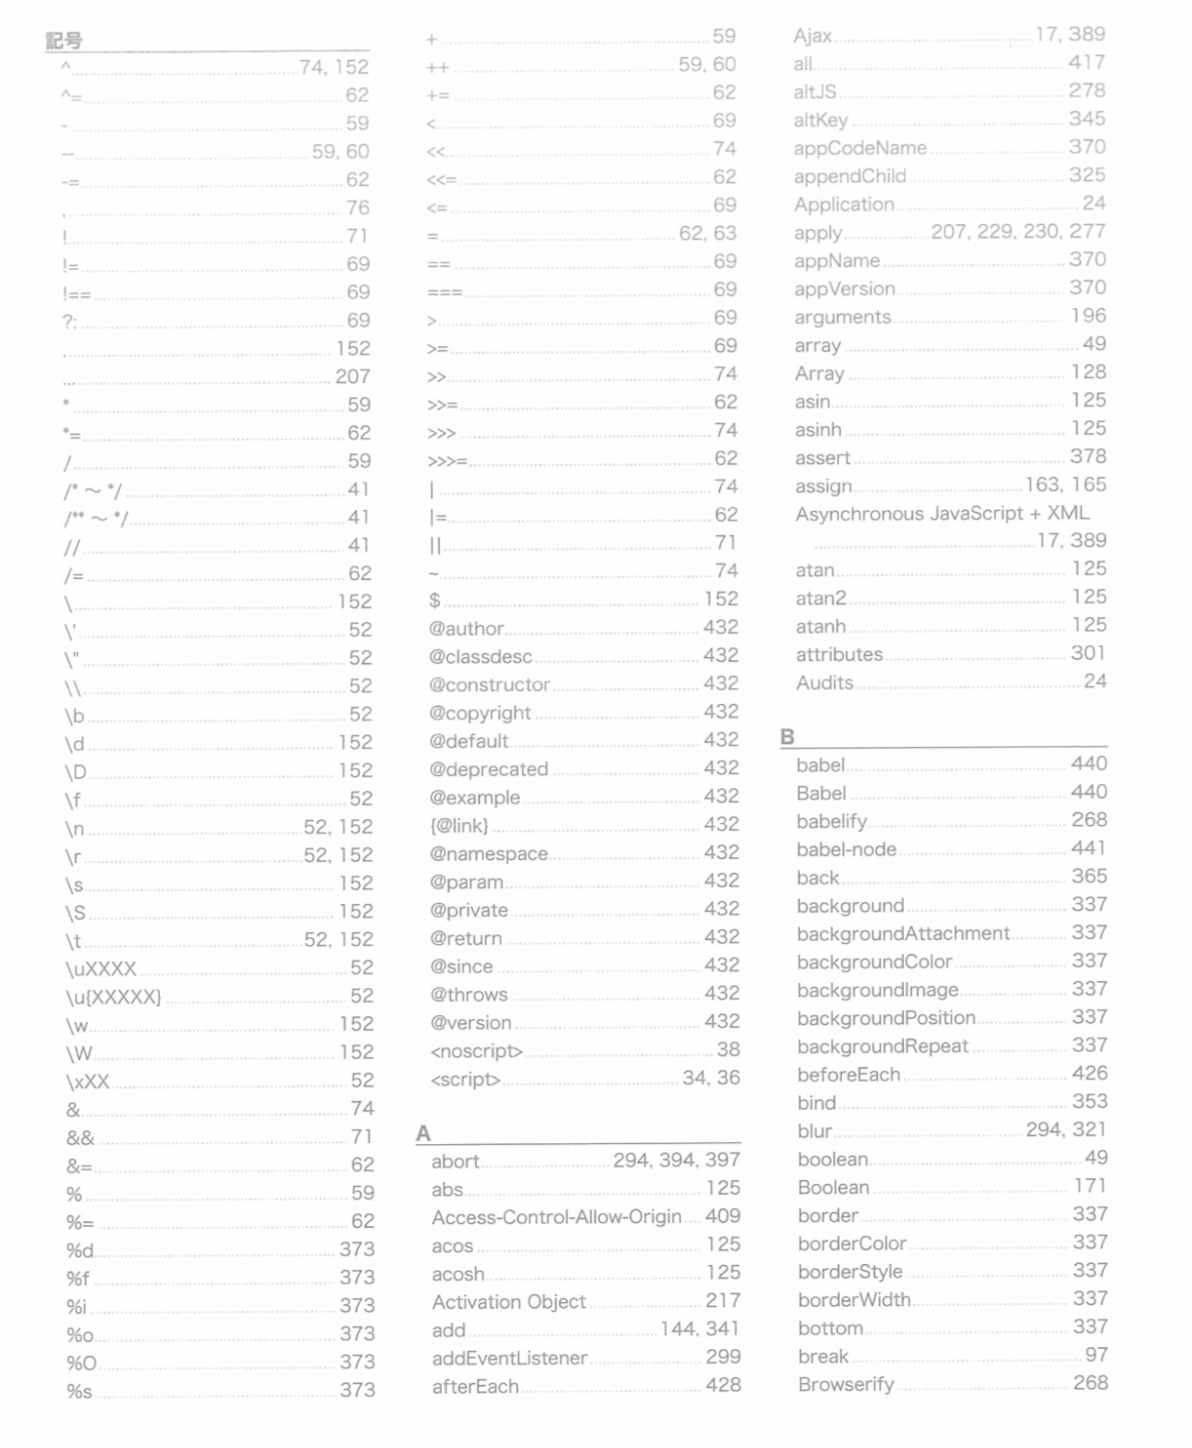 記号
^ 74, 152
^= 62
- 59
-- 59, 60
-= 62
, 76
! 71
!= 69
!== 69
?: 69
. 152
... 207
* 59
*= 62
/ 59
/* ～ */ 41
/** ～ */ 41
// 41
/= 62
\ 152
\' 52
\" 52
\\ 52
\b 52
\d 152
\D 152
\f 52
\n 52, 152
\r 52, 152
\s 152
\S 152
\t 52, 152
\uXXXX 52
\u{XXXXX} 52
\w 152
\W 152
\xXX 52
& 74
&& 71
&= 62
% 59
%= 62
%d 373
%f 373
%i 373
%o 373
%O 373
%s 373
+ 59
++ 59, 60
+= 62
< 69
<< 74
<<= 62
<= 69
= 62, 63
== 69
=== 69
> 69
>= 69
>> 74
>>= 62
>>> 74
>>>= 62
| 74
|= 62
|| 71
~ 74
$ 152
@author 432
@classdesc 432
@constructor 432
@copyright 432
@default 432
@deprecated 432
@example 432
{@link} 432
@namespace 432
@param 432
@private 432
@return 432
@since 432
@throws 432
@version 432
<noscript> 38
<script> 34, 36
A
abort 294, 394, 397
abs 125
Access-Control-Allow-Origin 409
acos 125
acosh 125
Activation Object 217
add 144, 341
addEventListener 299
afterEach 428
Ajax 17, 389
all 417
altJS 278
altKey 345
appCodeName 370
appendChild 325
Application 24
apply 207, 229, 230, 277
appName 370
appVersion 370
arguments 196
array 49
Array 128
asin 125
asinh 125
assert 378
assign 163, 165
Asynchronous JavaScript + XML
17, 389
atan 125
atan2 125
atanh 125
attributes 301
Audits 24
B
babel 440
Babel 440
babelify 268
babel-node 441
back 365
background 337
backgroundAttachment 337
backgroundColor 337
backgroundImage 337
backgroundPosition 337
backgroundRepeat 337
beforeEach 426
bind 353
blur 294, 321
boolean 49
Boolean 171
border 337
borderColor 337
borderStyle 337
borderWidth 337
bottom 337
break 97
Browserify 268